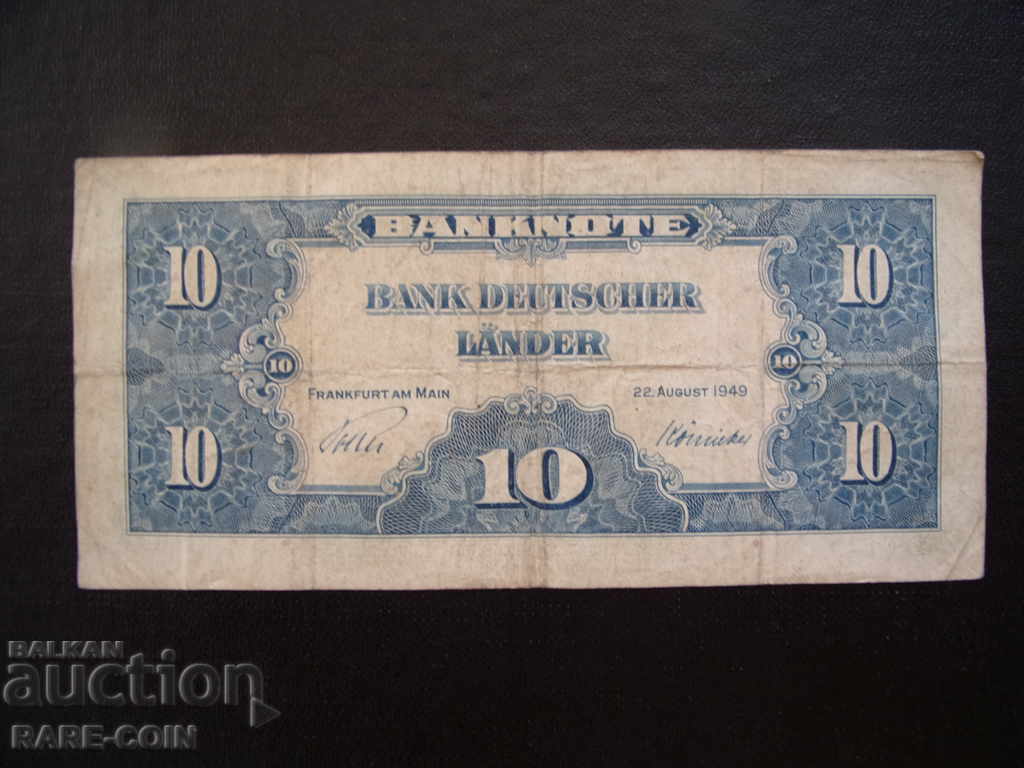 BANKNOTE
10 10
BANK DEUTSCHER
LÄNDER
10 10
FRANKFURT AM MAIN 22. AUGUST 1949
10 10 10
BALKAN
auction
RARE-COIN